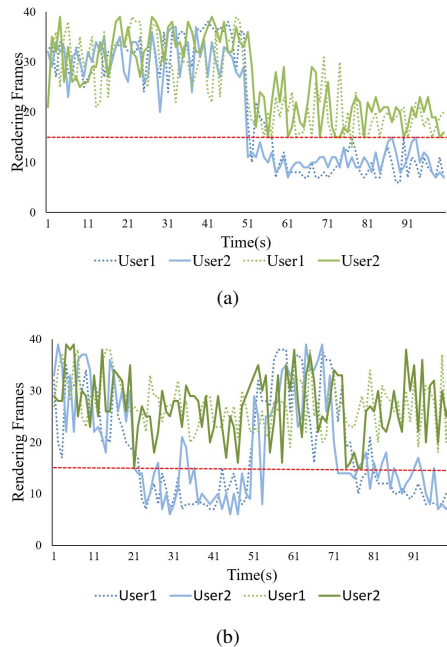 40
30
20
10
0
Rendering Frames
1 11 21 31 41 51 61 71 81 91
Time(s)
User1 User2 User1 User2
(a)
40
30
20
10
0
Rendering Frames
1 11 21 31 41 51 61 71 81 91
Time(s)
User1 User2 User1 User2
(b)